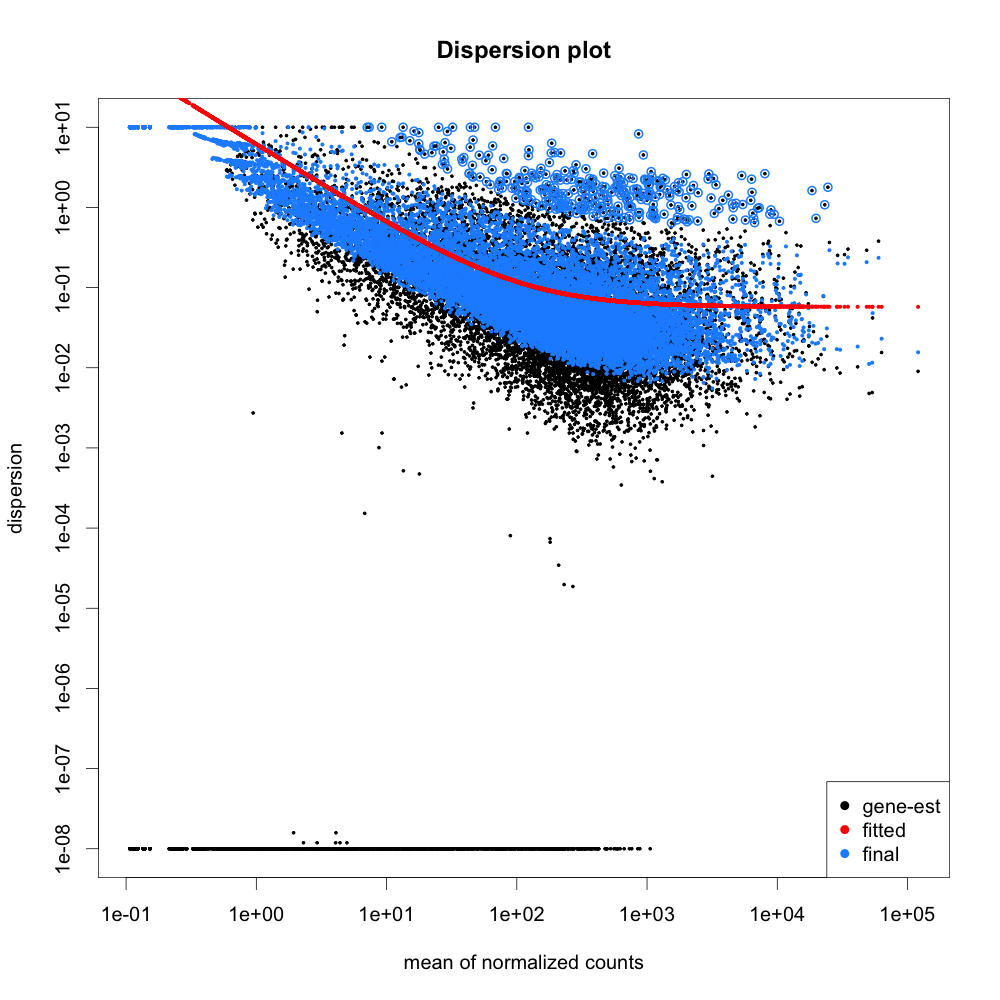 Dispersion plot
1e+01
1e+00
1e-01
1e-02
1e-03
1e-04
1e-05
1e-06
1e-07
1e-08
dispersion
gene-est
fitted
final
1e-01 1e+00 1e+01 1e+02 1e+03 1e+04 1e+05
mean of normalized counts